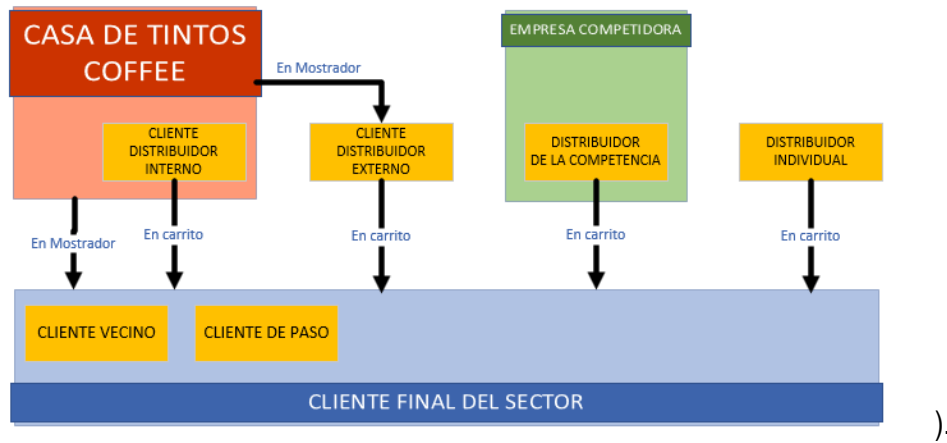 CASA DE TINTOS
COFFEE
EMPRESA COMPETIDORA
En Mostrador
CLIENTE
DISTRIBUIDOR
INTERNO
CLIENTE
DISTRIBUIDOR
EXTERNO
DISTRIBUIDOR
DE LA COMPETENCIA
DISTRIBUIDOR
INDIVIDUAL
En Mostrador
En carrito
En carrito
En carrito
En carrito
CLIENTE VECINO
CLIENTE DE PASO
CLIENTE FINAL DEL SECTOR
).